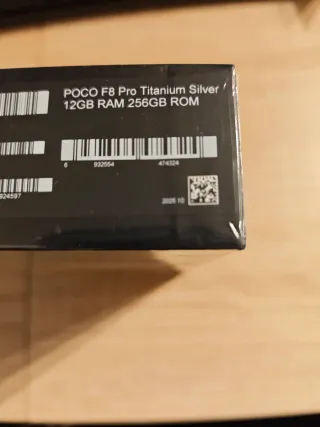 POCO F8 Pro Titanium Silver
12GB RAM 256GB ROM
6 932554 474324
2025.10